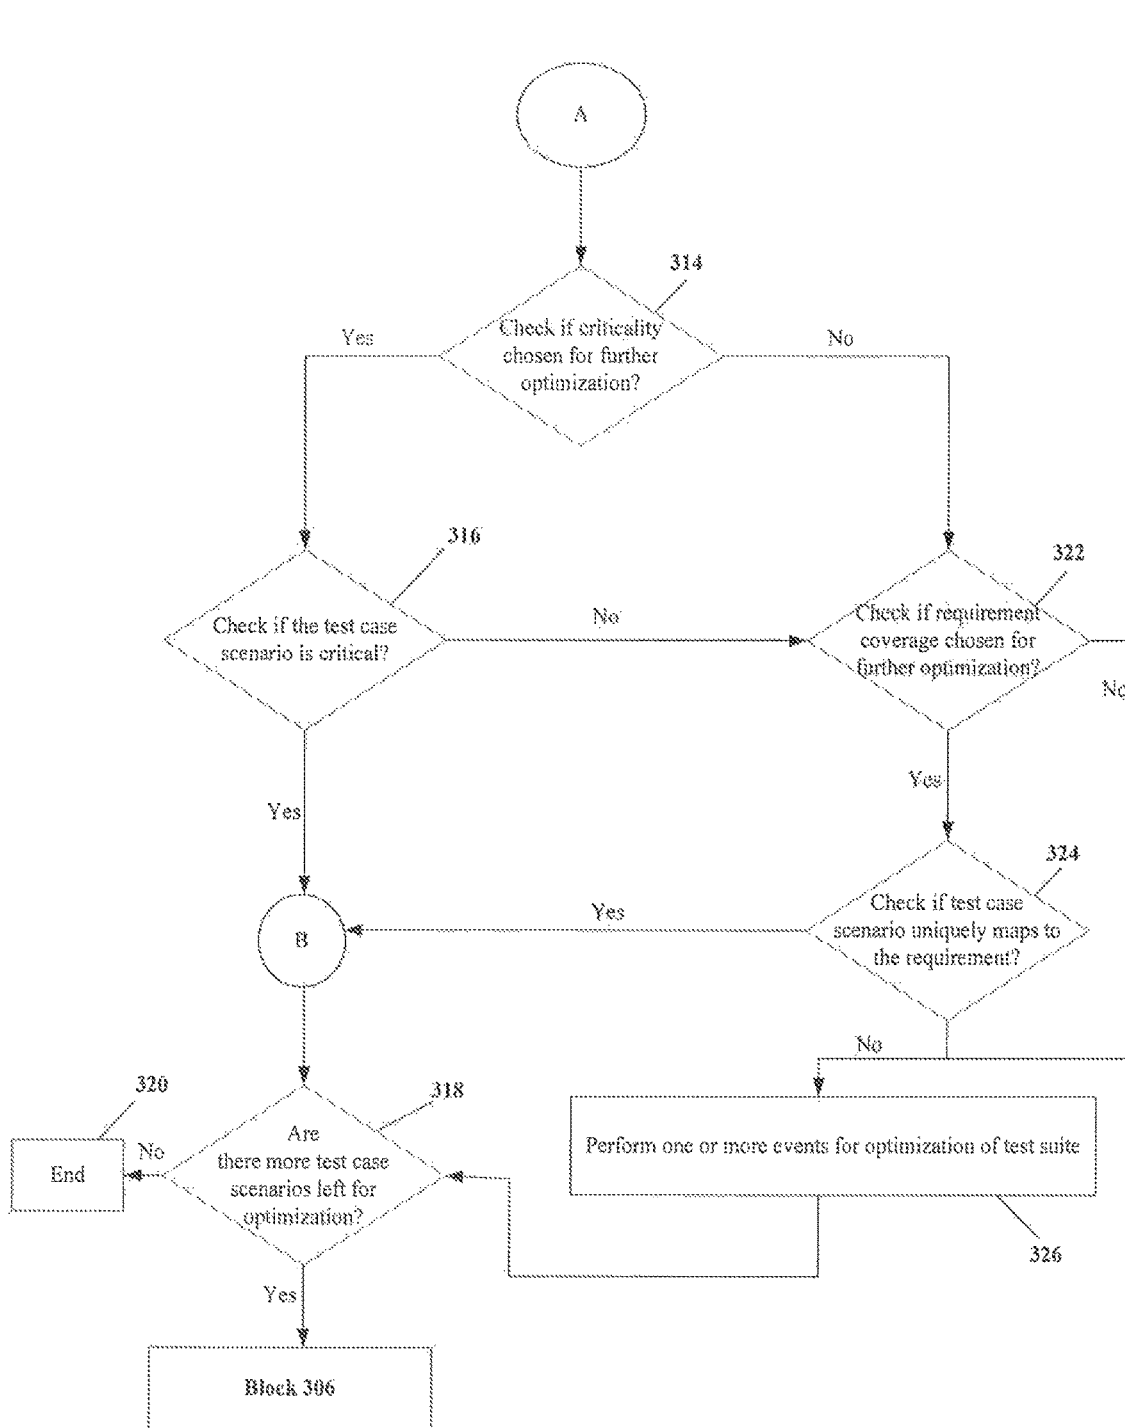 A
314
Check if criticality
chosen for further
optimization?
Yes
No
316
Check if the test case
scenario is critical?
No
322
Check if requirement
coverage chosen for
further optimization?
No
Yes
Yes
324
Check if test case
scenario uniquely maps to
the requirement?
Yes
B
No
320
End
No
318
Are
there more test case
scenarios left for
optimization?
Perform one or more events for optimization of test suite
326
Yes
Block 306